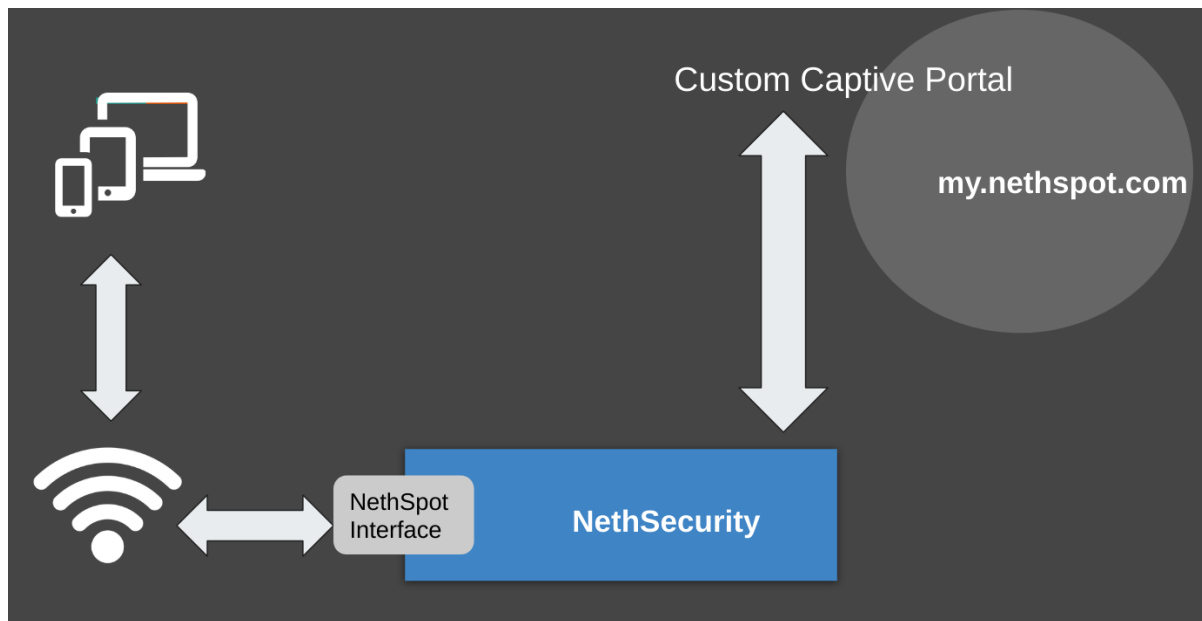 Custom Captive Portal
my.nethspot.com
NethSpot
Interface
NethSecurity